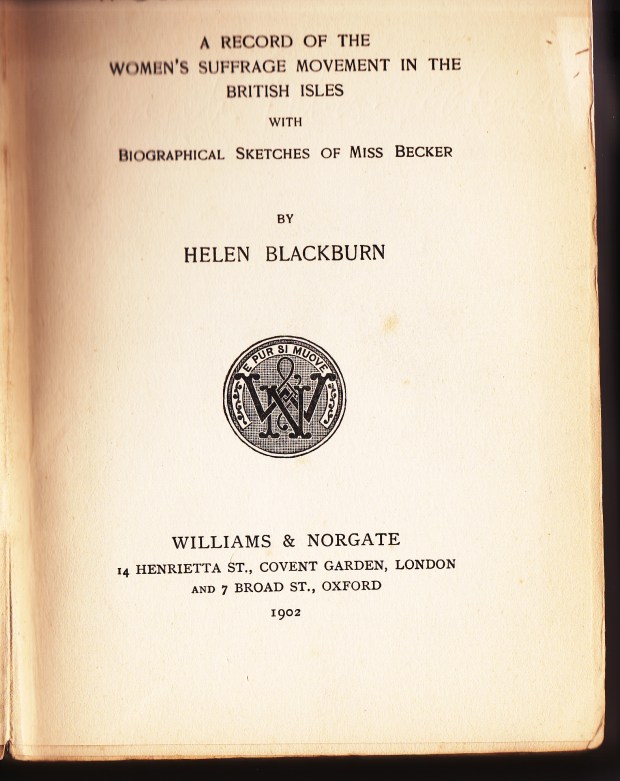 A RECORD OF THE
WOMEN'S SUFFRAGE MOVEMENT IN THE
BRITISH ISLES
WITH
BIOGRAPHICAL SKETCHES OF MISS BECKER
BY
HELEN BLACKBURN
E PUR SI MUOVE
WN
WILLIAMS & NORGATE
14 HENRIETTA ST., COVENT GARDEN, LONDON
AND 7 BROAD ST., OXFORD
1902